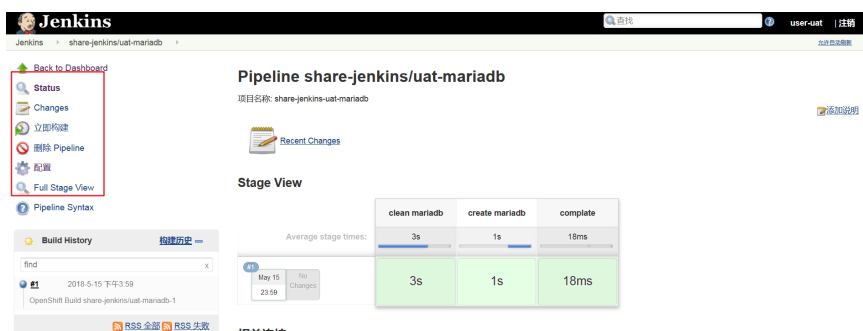 Jenkins
查找
user-uat | 注销
Jenkins
share-jenkins/uat-mariadb
允许自动刷新
Back to Dashboard
Status
Changes
立即构建
删除 Pipeline
配置
Full Stage View
Pipeline Syntax
Build History
构建历史
find
x
#1
2018-5-15 下午3:59
OpenShift Build share-jenkins/uat-mariadb-1
RSS 全部
RSS 失败
Pipeline share-jenkins/uat-mariadb
项目名称: share-jenkins-uat-mariadb
添加说明
Recent Changes
Stage View
clean mariadb
create mariadb
complate
Average stage times:
3s
1s
18ms
#1
May 15
23:59
No
Changes
3s
1s
18ms